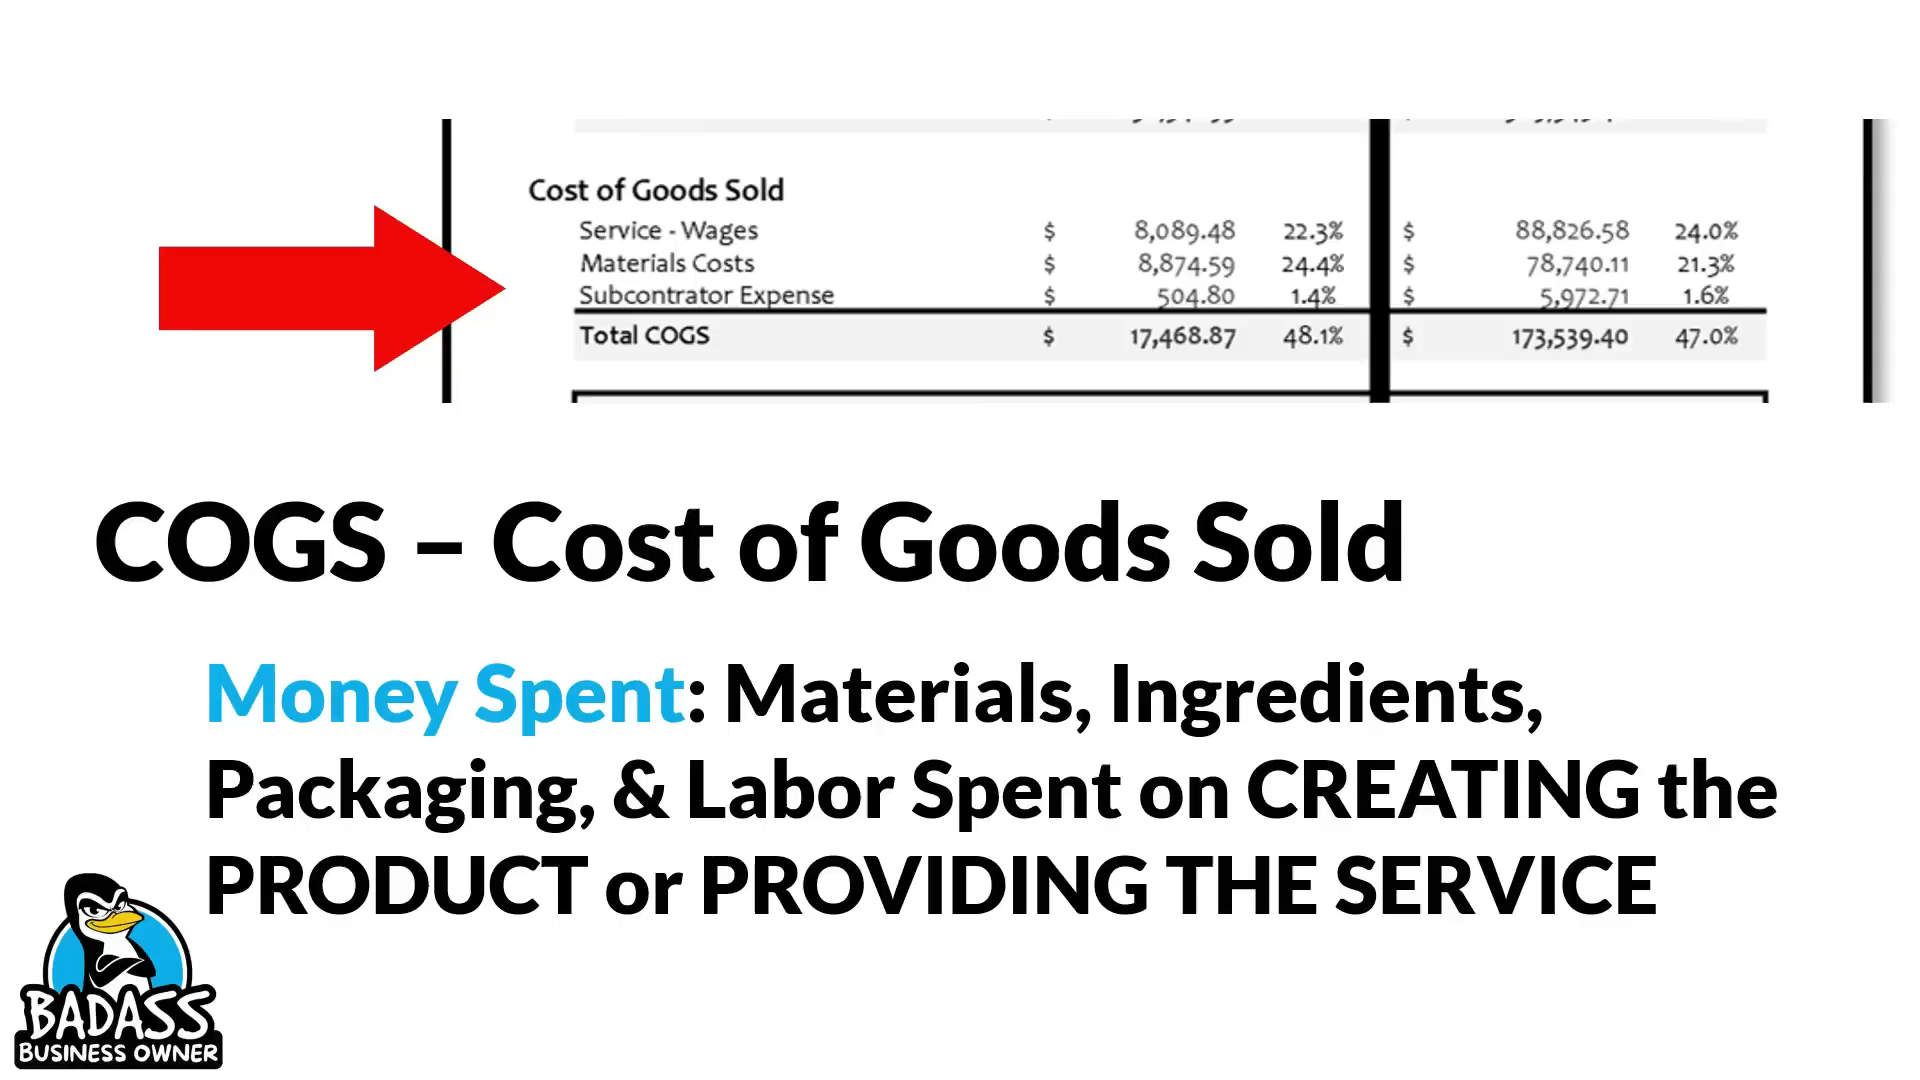 Cost of Goods Sold
Service - Wages $ 8,089.48 22.3% $ 88,826.58 24.0%
Materials Costs $ 8,874.59 24.4% $ 78,740.11 21.3%
Subcontrator Expense $ 504.80 1.4% $ 5,972.71 1.6%
Total COGS $ 17,468.87 48.1% $ 173,539.40 47.0%
COGS – Cost of Goods Sold
Money Spent: Materials, Ingredients,
Packaging, & Labor Spent on CREATING the
PRODUCT or PROVIDING THE SERVICE
BADASS
BUSINESS OWNER